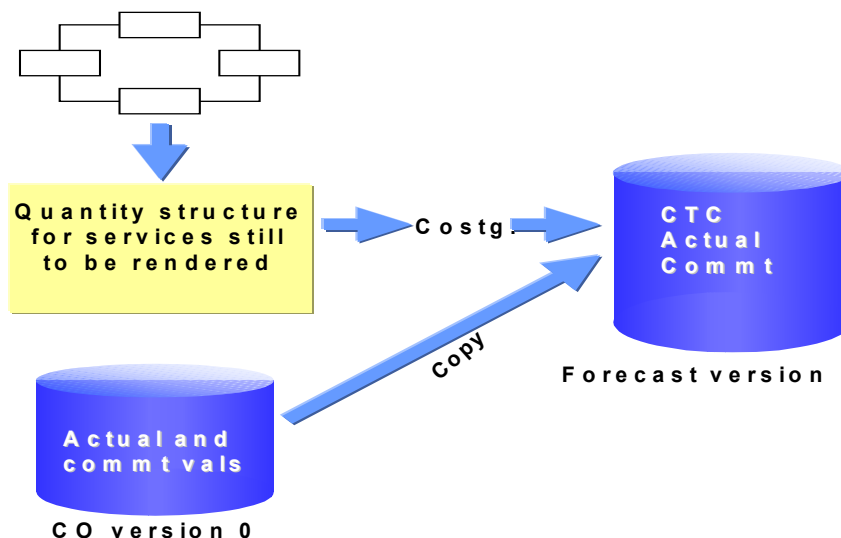 Quantity structure
for services still
to be rendered
Costg.
CTC
Actual
Commt
Copy
Forecast version
Actual and
commt vals
CO version 0